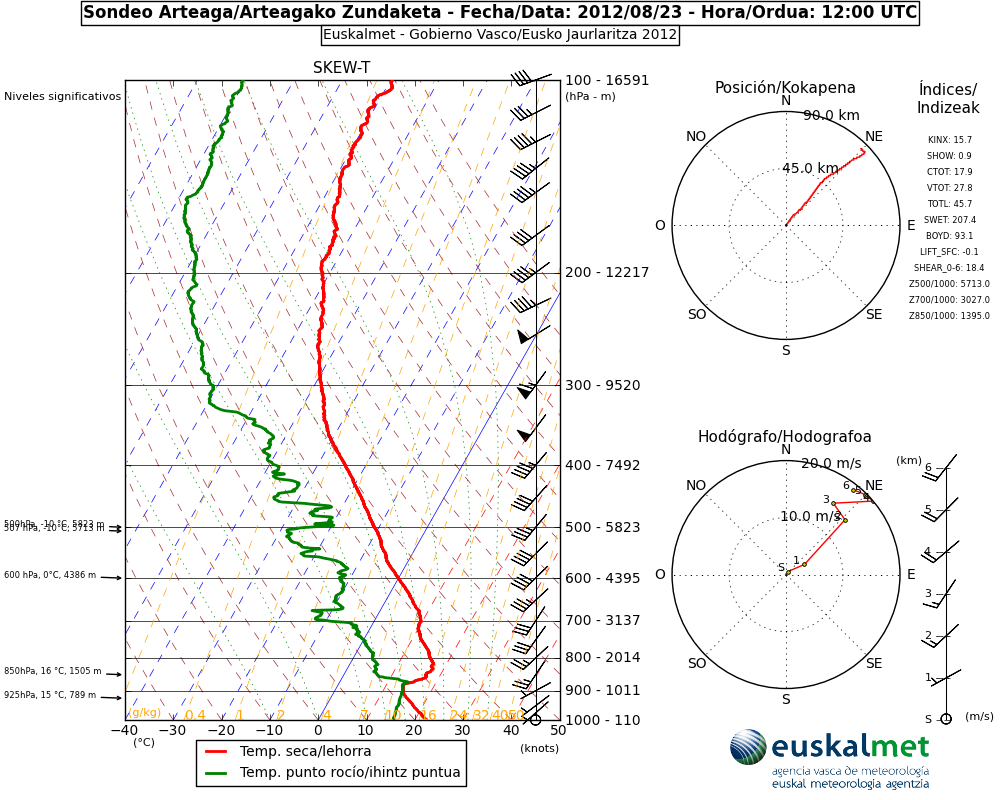 Sondeo Arteaga/Arteagako Zundaketa - Fecha/Data: 2012/08/23 - Hora/Ordua: 12:00 UTC
Euskalmet - Gobierno Vasco/Eusko Jaurlaritza 2012
SKEW-T
Niveles significativos
100 - 16591
(hPa - m)
200 - 12217
300 - 9520
400 - 7492
500 - 5823
600 - 4395
700 - 3137
800 - 2014
900 - 1011
1000 - 110
500hPa, -10 °C, 5823 m
600 hPa, 0°C, 4386 m
850hPa, 16 °C, 1505 m
925hPa, 15 °C, 789 m
(g/kg) 0.4 1 2 4 7 10 16 24 32 40 50
−40 −30 −20 −10 0 10 20 30 40 50
(°C)
(knots)
Temp. seca/lehorra
Temp. punto rocío/ihintz puntua
Posición/Kokapena
N
90.0 km
NO
NE
45.0 km
O
E
SO
SE
S
Índices/
Indizeak
KINX: 15.7
SHOW: 0.9
CTOT: 17.9
VTOT: 27.8
TOTL: 45.7
SWET: 207.4
BOYD: 93.1
LIFT_SFC: -0.1
SHEAR_0-6: 18.4
Z500/1000: 5713.0
Z700/1000: 3027.0
Z850/1000: 1395.0
Hodógrafo/Hodografoa
N
20.0 m/s
NO
NE
6
3
10.0 m/s
1
S
O
E
SO
SE
S
(km)
6
5
4
3
2
1
S
(m/s)
euskalmet
agencia vasca de meteorología
euskal meteorologia agentzia